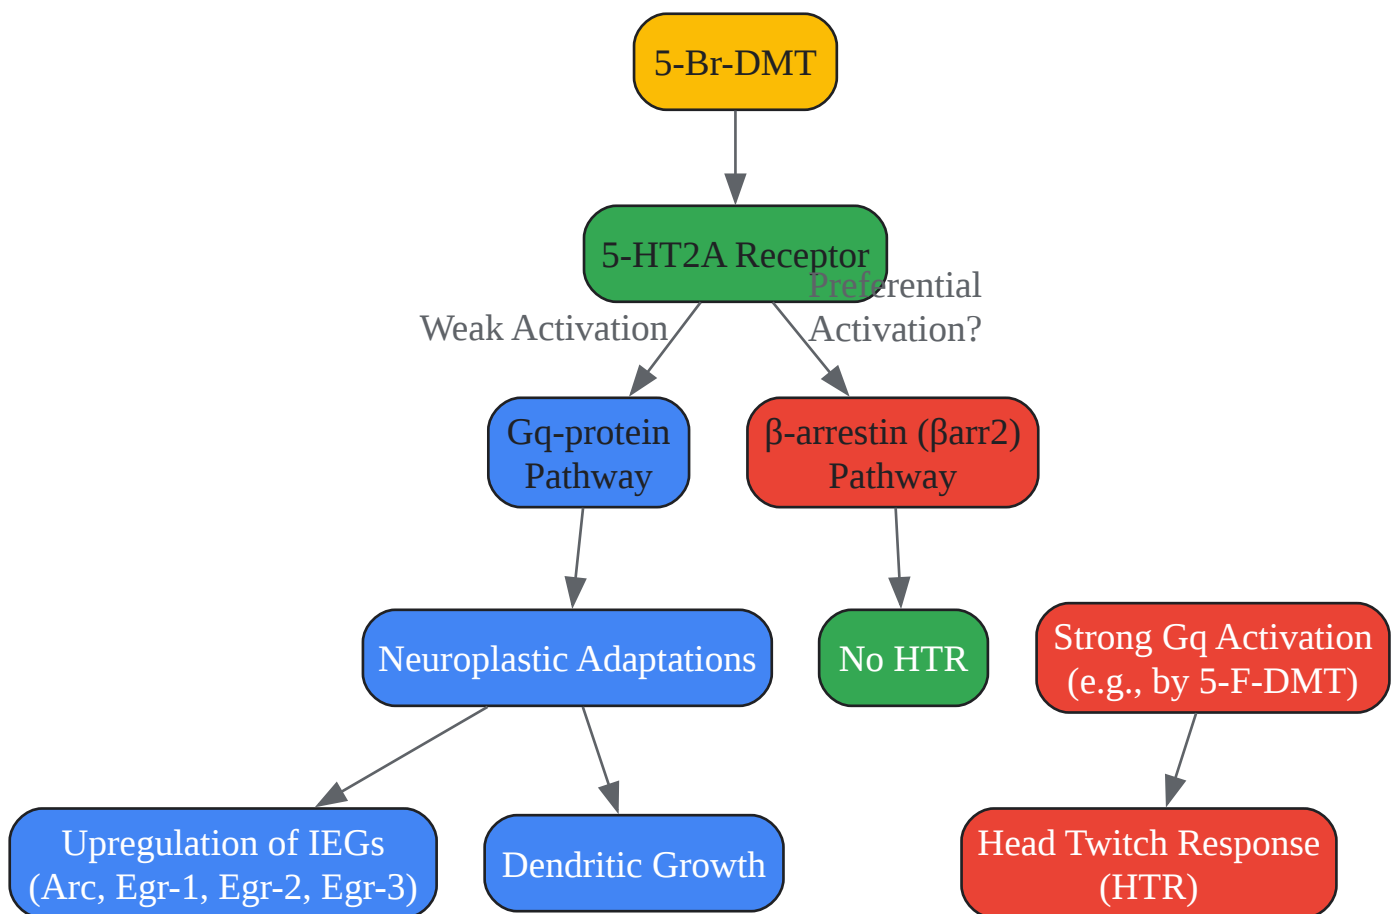 5-Br-DMT
5-HT2A Receptor
Weak Activation
Preferential
Activation?
Gq-protein
Pathway
β-arrestin (βarr2)
Pathway
Neuroplastic Adaptations
No HTR
Strong Gq Activation
(e.g., by 5-F-DMT)
Upregulation of IEGs
(Arc, Egr-1, Egr-2, Egr-3)
Dendritic Growth
Head Twitch Response
(HTR)